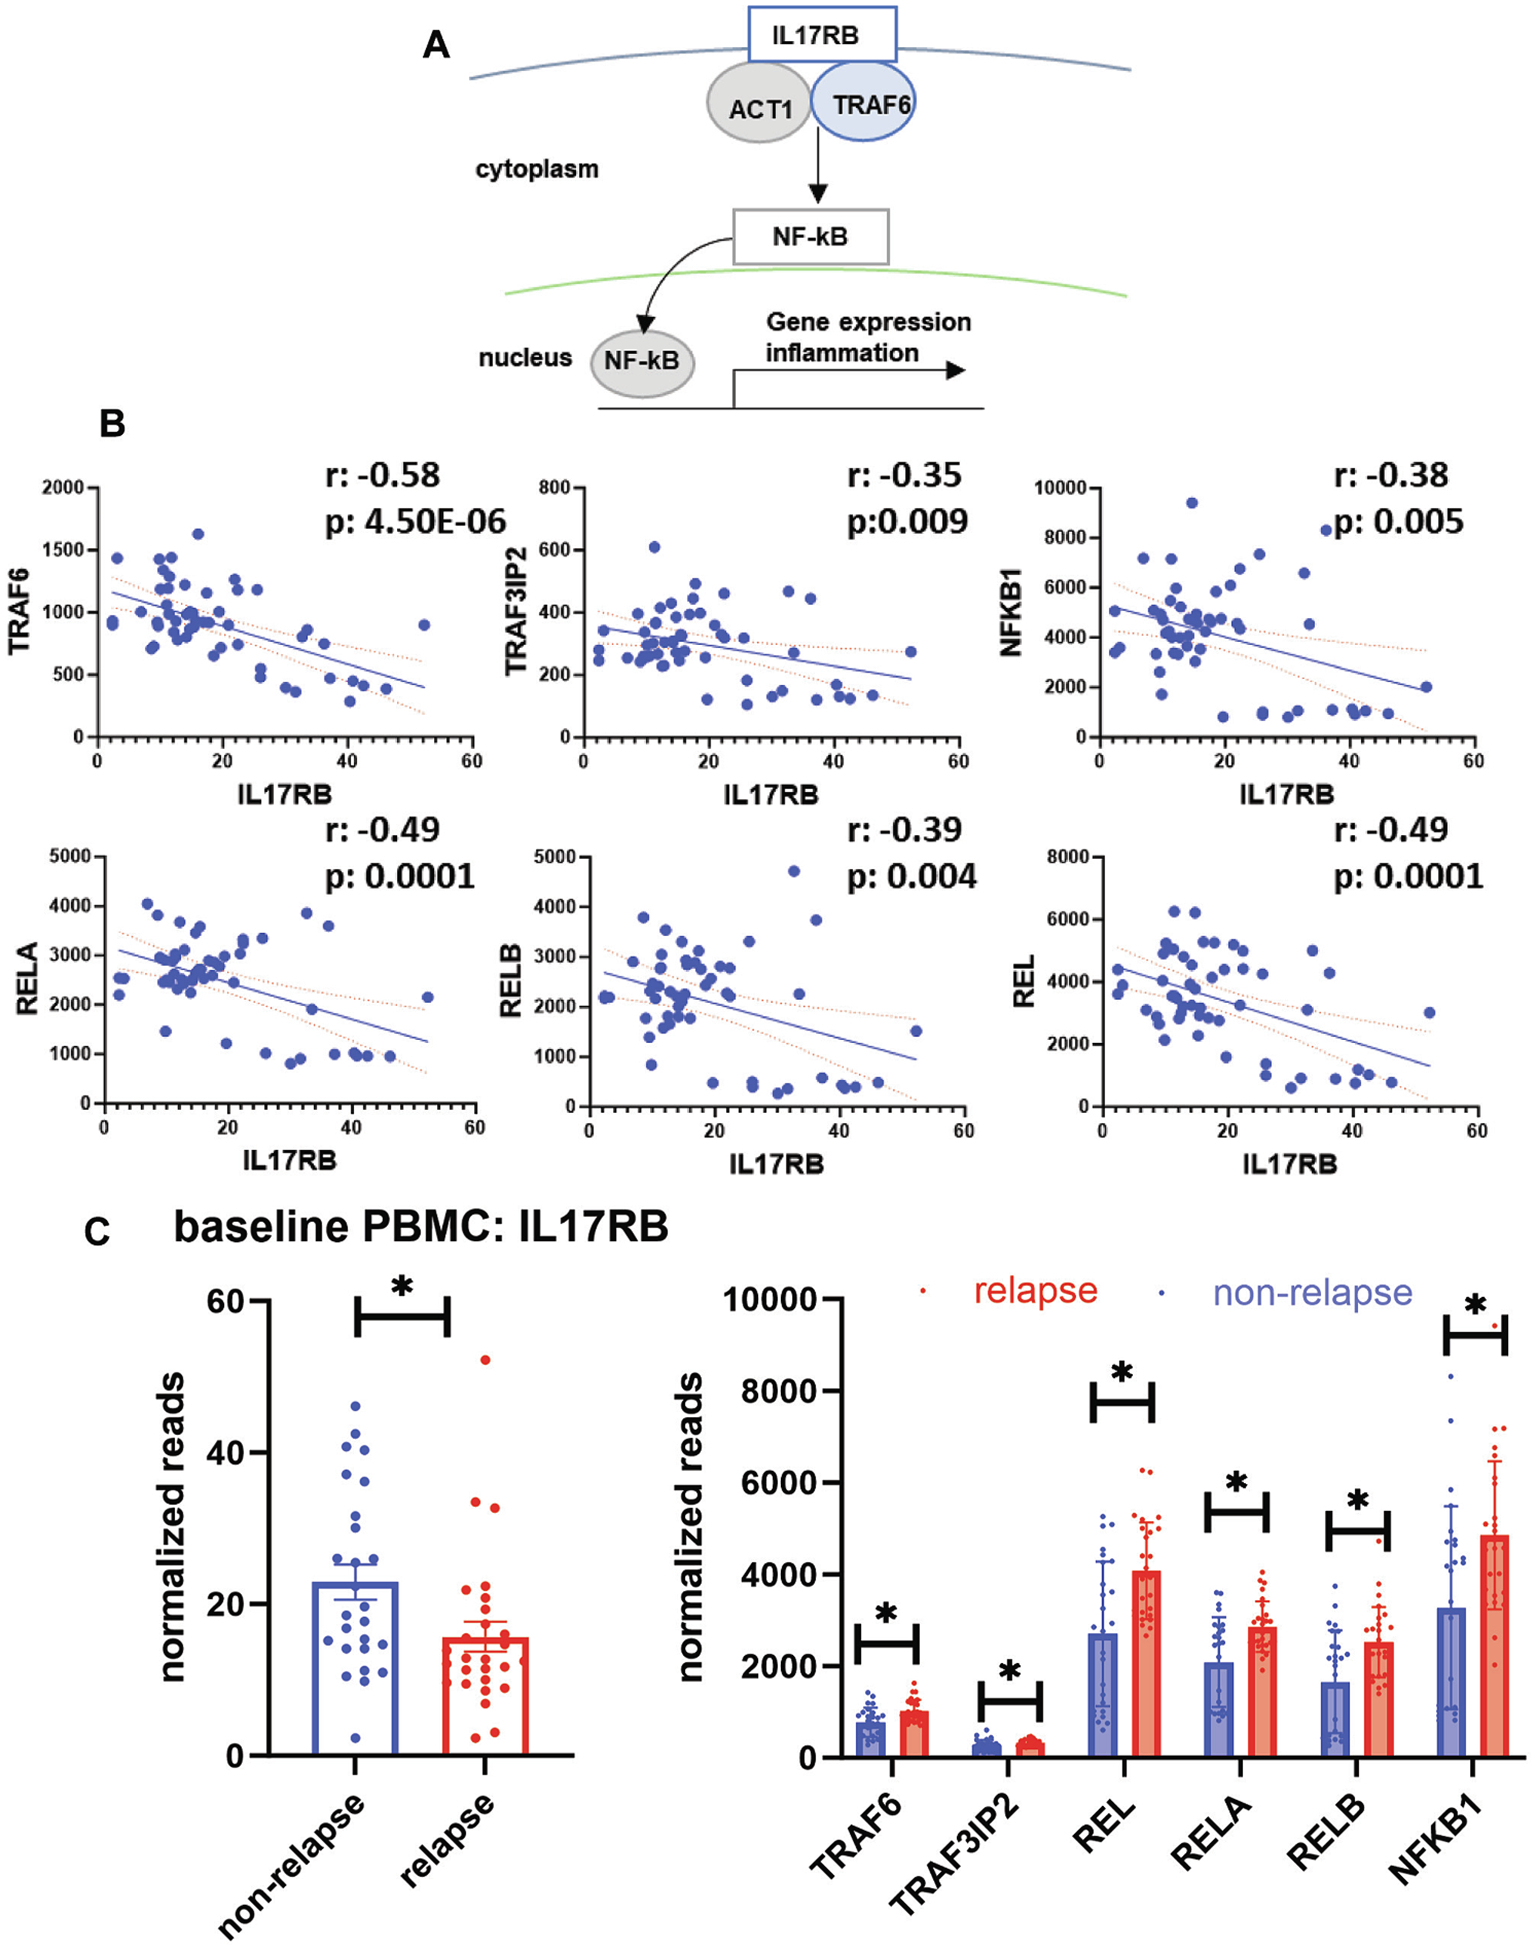 A
IL17RB
ACT1
TRAF6
cytoplasm
NF-kB
Gene expression
inflammation
nucleus
NF-kB
B
r: -0.58
p: 4.50E-06
TRAF6
2000
1500
1000
500
0
0 20 40 60
IL17RB
r: -0.35
p:0.009
TRAF3IP2
800
600
400
200
0
0 20 40 60
IL17RB
r: -0.38
p: 0.005
NFKB1
10000
8000
6000
4000
2000
0
0 20 40 60
IL17RB
r: -0.49
p: 0.0001
RELA
5000
4000
3000
2000
1000
0
0 20 40 60
IL17RB
r: -0.39
p: 0.004
RELB
5000
4000
3000
2000
1000
0
0 20 40 60
IL17RB
r: -0.49
p: 0.0001
REL
8000
6000
4000
2000
0
0 20 40 60
IL17RB
C
baseline PBMC: IL17RB
*
normalized reads
60
40
20
0
non-relapse
relapse
relapse
non-relapse
normalized reads
10000
8000
6000
4000
2000
0
* * * * * *
TRAF6
TRAF3IP2
REL
RELA
RELB
NFKB1